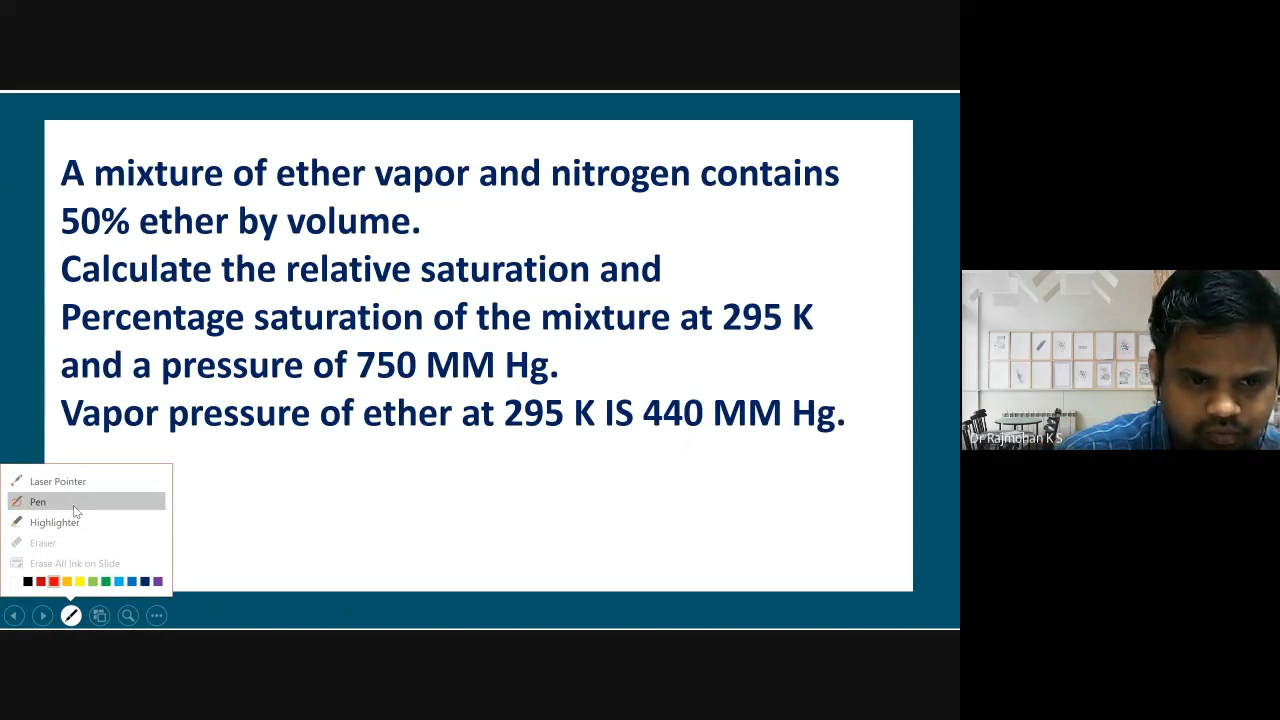 A mixture of ether vapor and nitrogen contains
50% ether by volume.
Calculate the relative saturation and
Percentage saturation of the mixture at 295 K
and a pressure of 750 MM Hg.
Vapor pressure of ether at 295 K IS 440 MM Hg.
Laser Pointer
Pen
Highlighter
Eraser
Erase All Ink on Slide
Dr Rajmohan K S